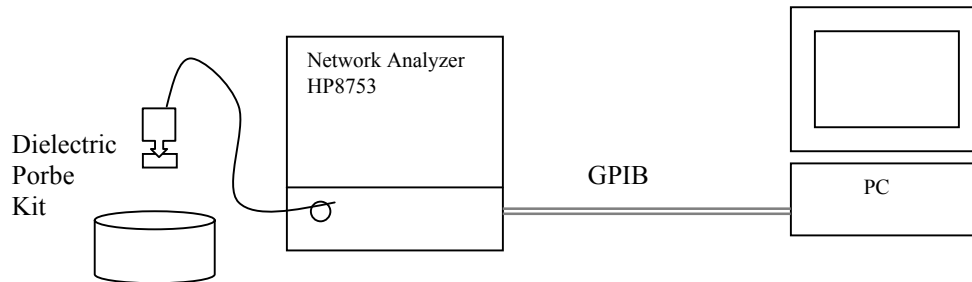 Network Analyzer
HP8753
Dielectric
Porbe
Kit
GPIB
PC